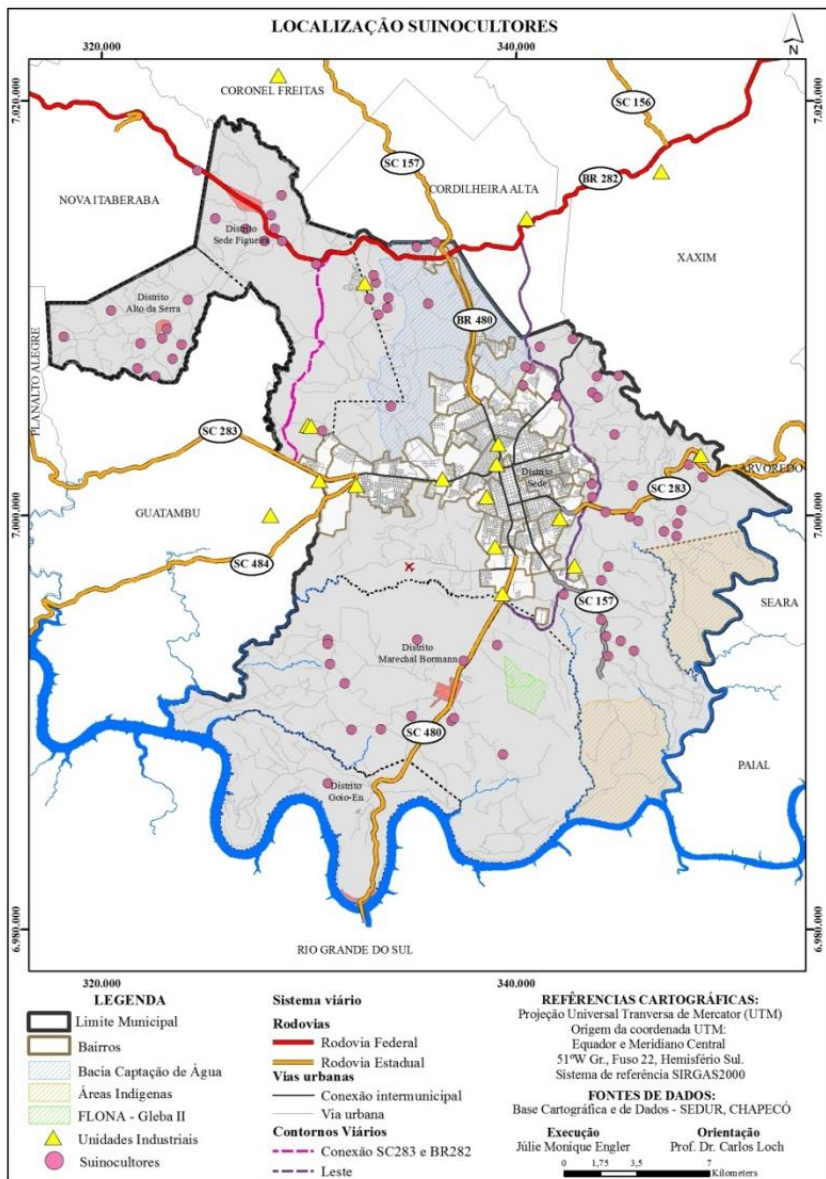 LOCALIZAÇÃO SUINOCULTORES
N
320.000
340.000
7.020.000
7.020.000
CORONEL FREITAS
SC 156
SC 157
BR 282
CORDILHEIRA ALTA
NOVA ITABERABA
Distrito
Sede Figueira
XAXIM
Distrito
Alto da Serra
BR 480
PLANALTO ALEGRE
SC 283
Distrito
Sede
ARVOREDO
SC 283
7.000.000
7.000.000
GUATAMBU
SC 484
SC 157
SEARA
Distrito
Marechal Bormann
SC 480
PAIAL
Distrito
Goio-En
6.980.000
6.980.000
RIO GRANDE DO SUL
320.000
340.000
LEGENDA
Limite Municipal
Bairros
Bacia Captação de Água
Áreas Indígenas
FLONA - Gleba II
Unidades Industriais
Suinocultores
Sistema viário
Rodovias
Rodovia Federal
Rodovia Estadual
Vias urbanas
Conexão intermunicipal
Via urbana
Contornos Viários
Conexão SC283 e BR282
Leste
REFÊRENCIAS CARTOGRÁFICAS:
Projeção Universal Tranversa de Mercator (UTM)
Origem da coordenada UTM:
Equador e Meridiano Central
51ºW Gr., Fuso 22, Hemisfério Sul.
Sistema de referência SIRGAS2000
FONTES DE DADOS:
Base Cartográfica e de Dados - SEDUR, CHAPECÓ
Execução
Júlie Monique Engler
Orientação
Prof. Dr. Carlos Loch
0 1,75 3,5 7
Kilometers